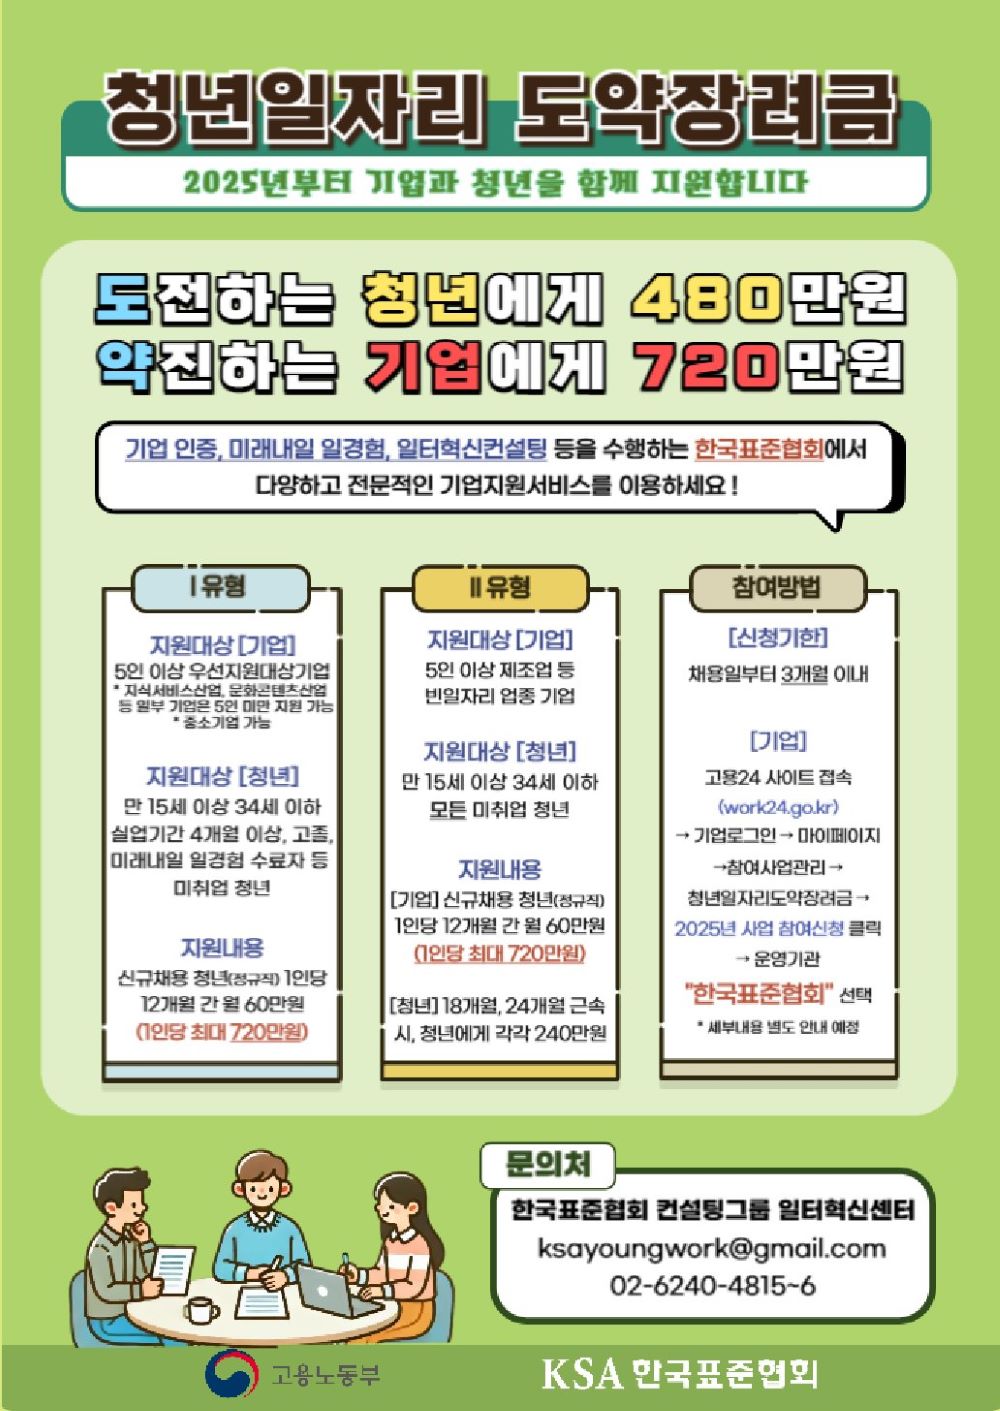 청년일자리 도약장려금
2025년부터 기업과 청년을 함께 지원합니다
도전하는 청년에게 480만원
약진하는 기업에게 720만원
기업 인증, 미래내일 일경험, 일터혁신컨설팅 등을 수행하는 한국표준협회에서
다양하고 전문적인 기업지원서비스를 이용하세요 !
Ⅰ유형
지원대상 [기업]
5인 이상 우선지원대상기업
* 지식서비스산업, 문화콘텐츠산업
등 일부 기업은 5인 미만 지원 가능
* 중소기업 가능
지원대상 [청년]
만 15세 이상 34세 이하
실업기간 4개월 이상, 고졸,
미래내일 일경험 수료자 등
미취업 청년
지원내용
신규채용 청년(정규직) 1인당
12개월 간 월 60만원
(1인당 최대 720만원)
Ⅱ유형
지원대상 [기업]
5인 이상 제조업 등
빈일자리 업종 기업
지원대상 [청년]
만 15세 이상 34세 이하
모든 미취업 청년
지원내용
[기업] 신규채용 청년(정규직)
1인당 12개월 간 월 60만원
(1인당 최대 720만원)
[청년] 18개월, 24개월 근속
시, 청년에게 각각 240만원
참여방법
[신청기한]
채용일부터 3개월 이내
[기업]
고용24 사이트 접속
(work24.go.kr)
→ 기업로그인 → 마이페이지
→참여사업관리 →
청년일자리도약장려금 →
2025년 사업 참여신청 클릭
→ 운영기관
"한국표준협회" 선택
* 세부내용 별도 안내 예정
문의처
한국표준협회 컨설팅그룹 일터혁신센터
ksayoungwork@gmail.com
02-6240-4815~6
고용노동부
KSA 한국표준협회